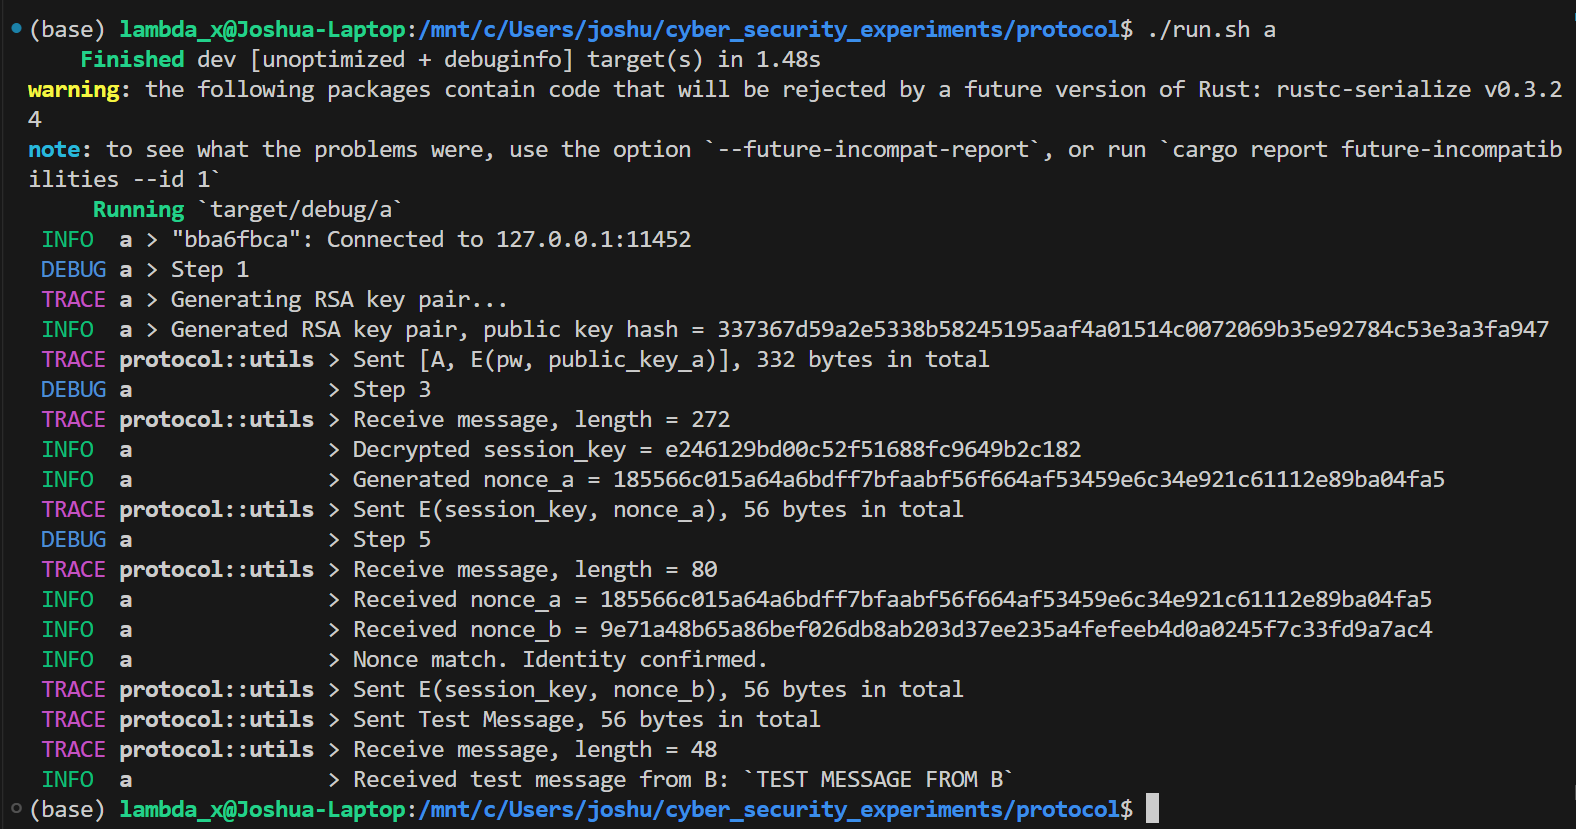 (base) lambda_x@Joshua-Laptop:/mnt/c/Users/joshu/cyber_security_experiments/protocol$ ./run.sh a
Finished dev [unoptimized + debuginfo] target(s) in 1.48s
warning: the following packages contain code that will be rejected by a future version of Rust: rustc-serialize v0.3.2
4
note: to see what the problems were, use the option `--future-incompat-report`, or run `cargo report future-incompatib
ilities --id 1`
Running `target/debug/a`
INFO  a > "bba6fbca": Connected to 127.0.0.1:11452
DEBUG a > Step 1
TRACE a > Generating RSA key pair...
INFO  a > Generated RSA key pair, public key hash = 337367d59a2e5338b58245195aaf4a01514c0072069b35e92784c53e3a3fa947
TRACE protocol::utils > Sent [A, E(pw, public_key_a)], 332 bytes in total
DEBUG a               > Step 3
TRACE protocol::utils > Receive message, length = 272
INFO  a               > Decrypted session_key = e246129bd00c52f51688fc9649b2c182
INFO  a               > Generated nonce_a = 185566c015a64a6bdff7bfaabf56f664af53459e6c34e921c61112e89ba04fa5
TRACE protocol::utils > Sent E(session_key, nonce_a), 56 bytes in total
DEBUG a               > Step 5
TRACE protocol::utils > Receive message, length = 80
INFO  a               > Received nonce_a = 185566c015a64a6bdff7bfaabf56f664af53459e6c34e921c61112e89ba04fa5
INFO  a               > Received nonce_b = 9e71a48b65a86bef026db8ab203d37ee235a4fefeeb4d0a0245f7c33fd9a7ac4
INFO  a               > Nonce match. Identity confirmed.
TRACE protocol::utils > Sent E(session_key, nonce_b), 56 bytes in total
TRACE protocol::utils > Sent Test Message, 56 bytes in total
TRACE protocol::utils > Receive message, length = 48
INFO  a               > Received test message from B: `TEST MESSAGE FROM B`
(base) lambda_x@Joshua-Laptop:/mnt/c/Users/joshu/cyber_security_experiments/protocol$